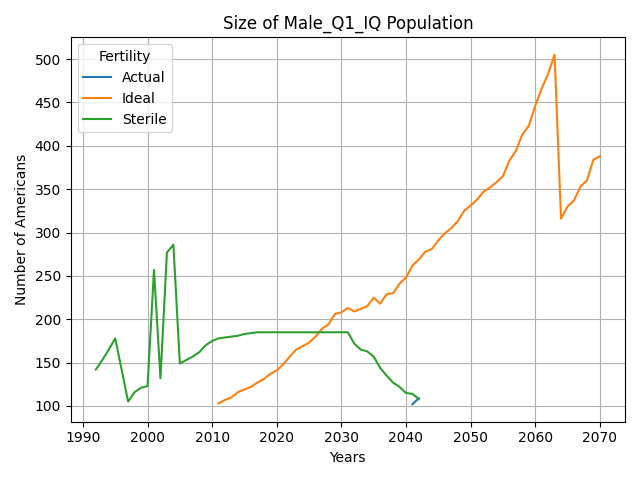 Size of Male_Q1_IQ Population
Fertility
Actual
Ideal
Sterile
Number of Americans
500
450
400
350
300
250
200
150
100
1990 2000 2010 2020 2030 2040 2050 2060 2070
Years